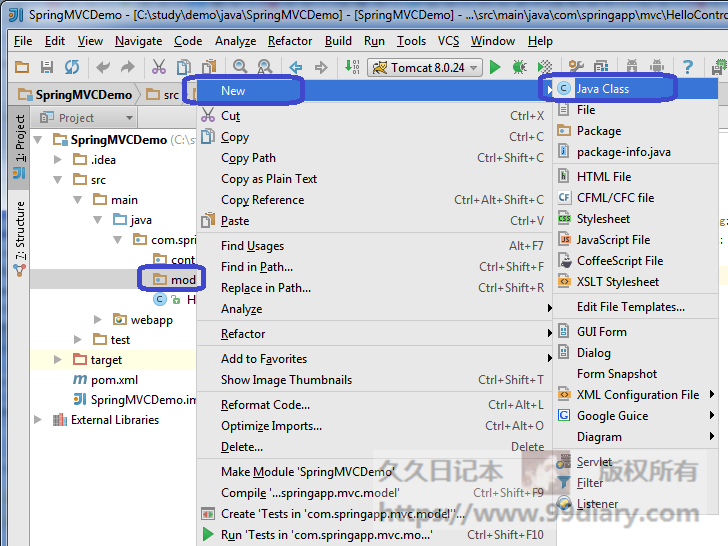 SpringMVCDemo - [C:\study\demo\java\SpringMVCDemo] - [SpringMVCDemo] - ...\src\main\java\com\springapp\mvc\HelloContro
File Edit View Navigate Code Analyze Refactor Build Run Tools VCS Window Help
Tomcat 8.0.24
SpringMVCDemo src
1: Project
7: Structure
Project
SpringMVCDemo (C:\s
.idea
src
main
java
com.spri
cont
mod
H
webapp
test
target
pom.xml
SpringMVCDemo.im
External Libraries
New
Cut Ctrl+X
Copy Ctrl+C
Copy Path Ctrl+Shift+C
Copy as Plain Text
Copy Reference Ctrl+Alt+Shift+C
Paste Ctrl+V
Find Usages Alt+F7
Find in Path... Ctrl+Shift+F
Replace in Path... Ctrl+Shift+R
Analyze
Refactor
Add to Favorites
Show Image Thumbnails Ctrl+Shift+T
Reformat Code... Ctrl+Alt+L
Optimize Imports... Ctrl+Alt+O
Delete... Delete
Make Module 'SpringMVCDemo'
Compile '...springapp.mvc.model' Ctrl+Shift+F9
Create 'Tests in 'com.springapp.mvc.model''...
Run 'Tests in 'com.springapp.mvc.mo... Ctrl+Shift+F10
Java Class
File
Package
package-info.java
HTML File
CFML/CFC file
Stylesheet
JavaScript File
CoffeeScript File
XSLT Stylesheet
Edit File Templates...
GUI Form
Dialog
Form Snapshot
XML Configuration File
Google Guice
Diagram
Servlet
Filter
Listener
久久日记本 版权所有
https://www.99diary.com